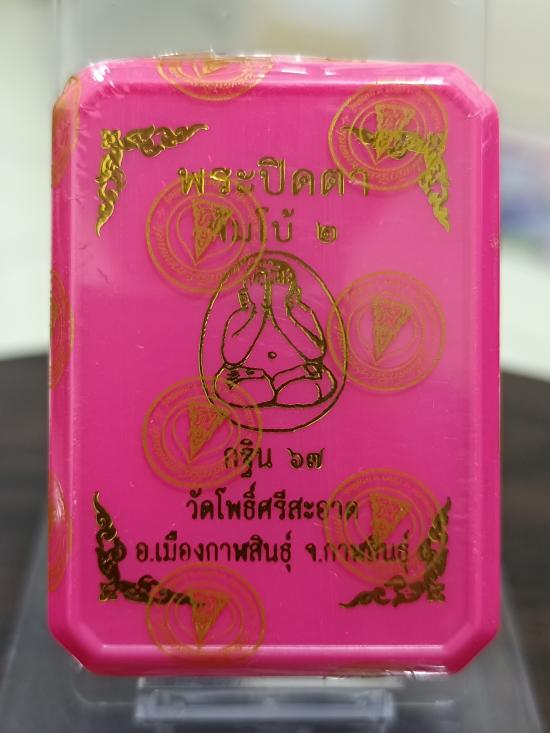 พระปิดตา
จัมโบ้ ๒
กฐิน ๖๗
วัดโพธิ์ศรีสะอาด
อ.เมืองกาฬสินธุ์ จ.กาฬสินธุ์